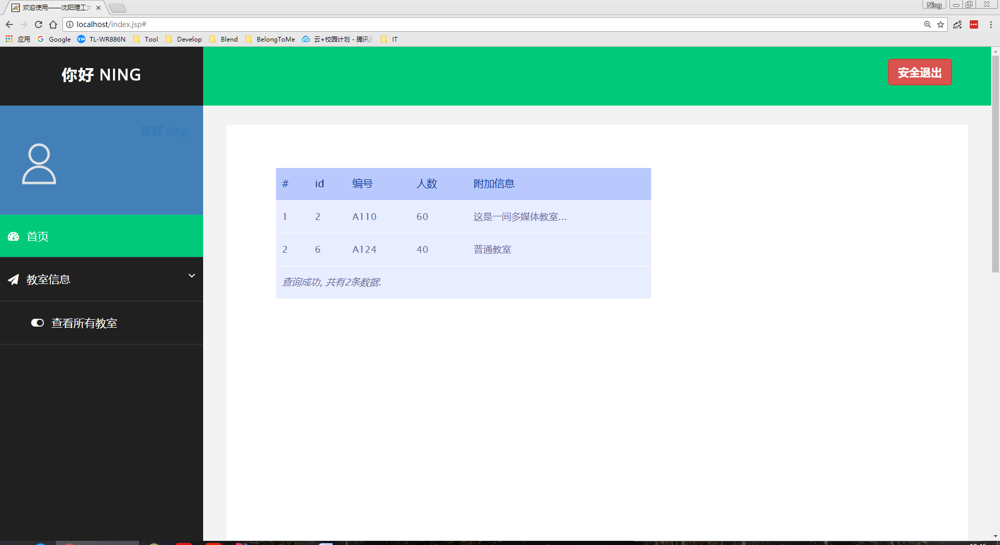 欢迎使用——沈阳理工大
Ning
localhost/index.jsp#
应用 Google TL-WR886N Tool Develop Blend BelongToMe 云+校园计划 - 腾讯云 IT
你好 NING
安全退出
你好 ning
首页
教室信息
查看所有教室
# id 编号 人数 附加信息
1 2 A110 60 这是一间多媒体教室...
2 6 A124 40 普通教室
查询成功, 共有2条数据.